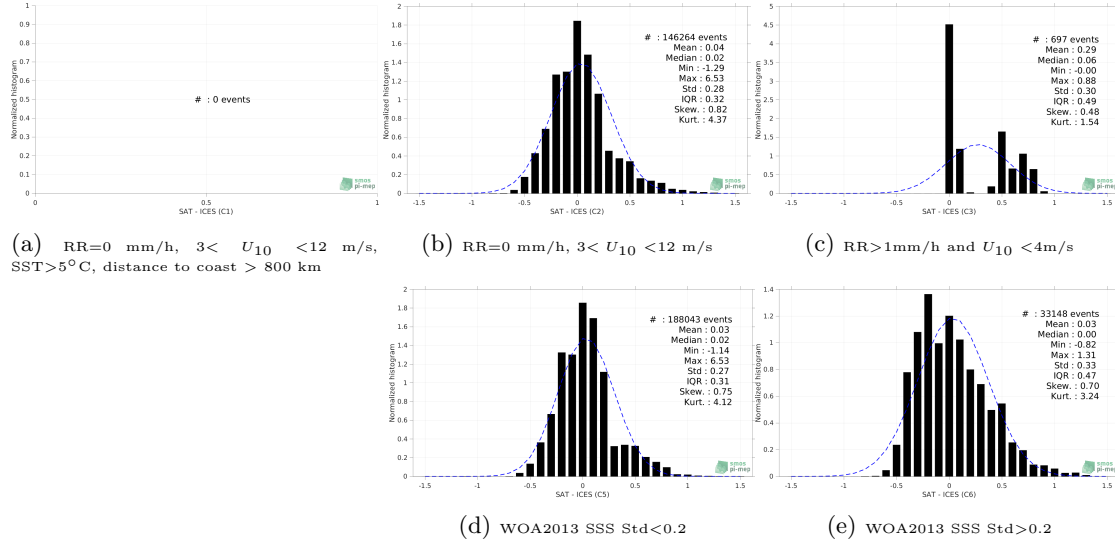 1
0.9
0.8
0.7
0.6
0.5
0.4
0.3
0.2
0.1
0
Normalized histogram
# : 0 events
0 0.5 1
SAT - ICES (C1)
smos
pi-mep
(a) RR=0 mm/h, 3< U10 <12 m/s,
SST>5°C, distance to coast > 800 km
2
1.8
1.6
1.4
1.2
1
0.8
0.6
0.4
0.2
0
Normalized histogram
# : 146264 events
Mean : 0.04
Median : 0.02
Min : -1.29
Max : 6.53
Std : 0.28
IQR : 0.32
Skew. : 0.82
Kurt. : 4.37
-1.5 -1 -0.5 0 0.5 1 1.5
SAT - ICES (C2)
smos
pi-mep
(b) RR=0 mm/h, 3< U10 <12 m/s
5
4.5
4
3.5
3
2.5
2
1.5
1
0.5
0
Normalized histogram
# : 697 events
Mean : 0.29
Median : 0.06
Min : -0.00
Max : 0.88
Std : 0.30
IQR : 0.49
Skew. : 0.48
Kurt. : 1.54
-1.5 -1 -0.5 0 0.5 1 1.5
SAT - ICES (C3)
smos
pi-mep
(c) RR>1mm/h and U10 <4m/s
2
1.8
1.6
1.4
1.2
1
0.8
0.6
0.4
0.2
0
Normalized histogram
# : 188043 events
Mean : 0.03
Median : 0.02
Min : -1.14
Max : 6.53
Std : 0.27
IQR : 0.31
Skew. : 0.75
Kurt. : 4.12
-1.5 -1 -0.5 0 0.5 1 1.5
SAT - ICES (C5)
smos
pi-mep
(d) WOA2013 SSS Std<0.2
1.4
1.2
1
0.8
0.6
0.4
0.2
0
Normalized histogram
# : 33148 events
Mean : 0.03
Median : 0.00
Min : -0.82
Max : 1.31
Std : 0.33
IQR : 0.47
Skew. : 0.70
Kurt. : 3.24
-1.5 -1 -0.5 0 0.5 1 1.5
SAT - ICES (C6)
smos
pi-mep
(e) WOA2013 SSS Std>0.2